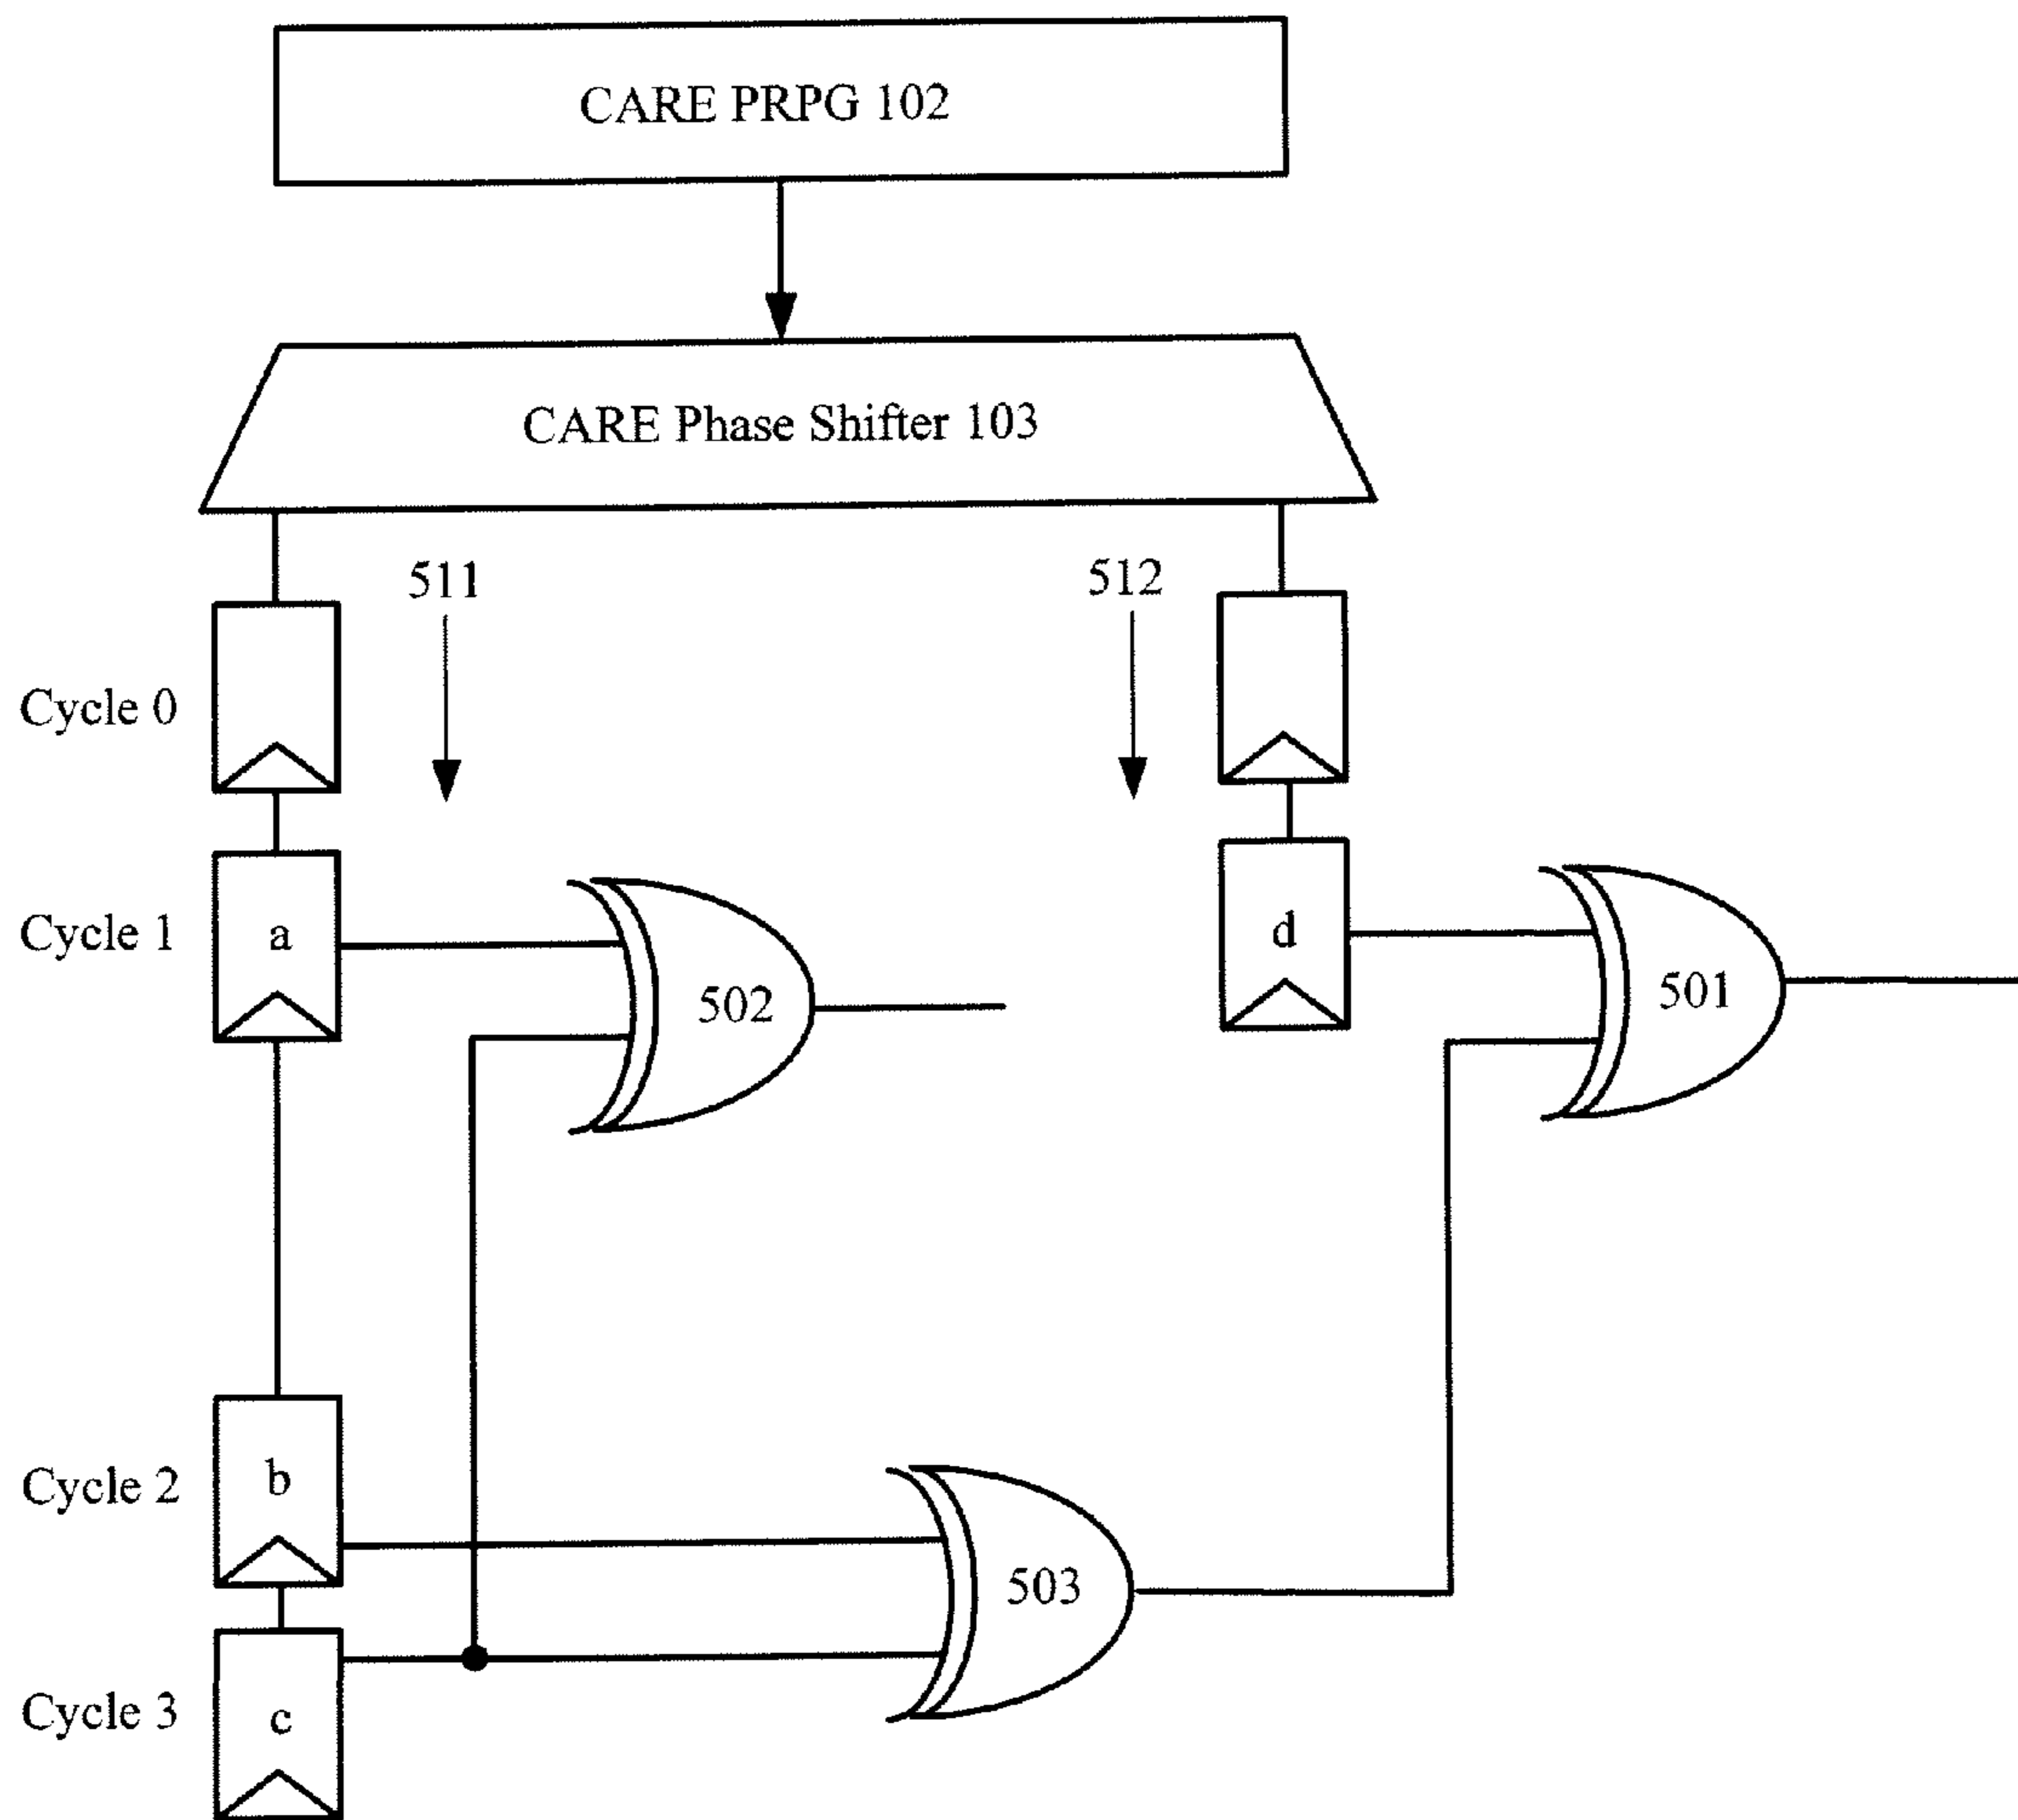 CARE PRPG 102
CARE Phase Shifter 103
511
512
Cycle 0
Cycle 1
a
502
d
501
Cycle 2
b
503
Cycle 3
c